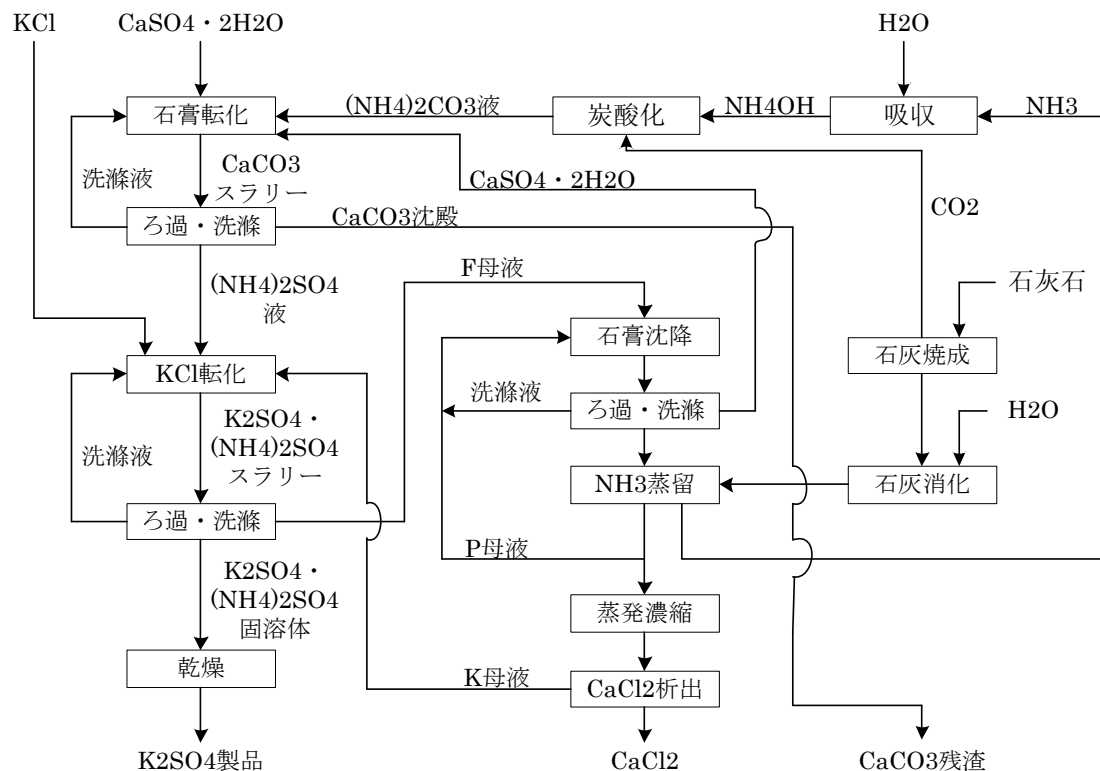 KCl
CaSO4・2H2O
H2O
石膏転化
(NH4)2CO3液
炭酸化
NH4OH
吸収
NH3
洗滌液
CaCO3
スラリー
CaSO4・2H2O
CO2
ろ過・洗滌
CaCO3沈殿
(NH4)2SO4
液
F母液
石灰石
石膏沈降
石灰焼成
KCl転化
洗滌液
ろ過・洗滌
H2O
K2SO4・
(NH4)2SO4
スラリー
洗滌液
NH3蒸留
石灰消化
ろ過・洗滌
P母液
K2SO4・
(NH4)2SO4
固溶体
蒸発濃縮
乾燥
K母液
CaCl2析出
K2SO4製品
CaCl2
CaCO3残渣